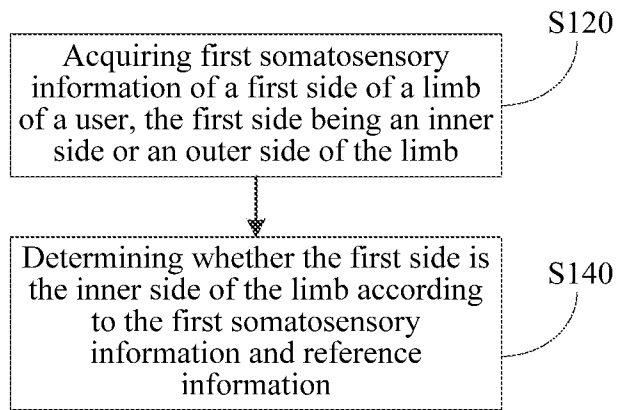 S120
Acquiring first somatosensory
information of a first side of a limb
of a user, the first side being an inner
side or an outer side of the limb
Determining whether the first side is
the inner side of the limb according
to the first somatosensory
information and reference
information
S140